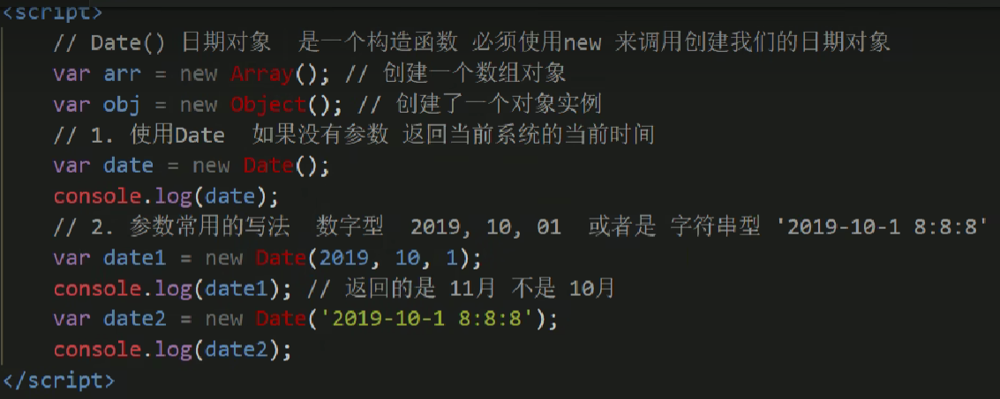 <script>
// Date() 日期对象  是一个构造函数 必须使用new 来调用创建我们的日期对象
var arr = new Array(); // 创建一个数组对象
var obj = new Object(); // 创建了一个对象实例
// 1. 使用Date  如果没有参数 返回当前系统的当前时间
var date = new Date();
console.log(date);
// 2. 参数常用的写法  数字型  2019, 10, 01  或者是 字符串型 '2019-10-1 8:8:8'
var date1 = new Date(2019, 10, 1);
console.log(date1); // 返回的是 11月 不是 10月
var date2 = new Date('2019-10-1 8:8:8');
console.log(date2);
</script>